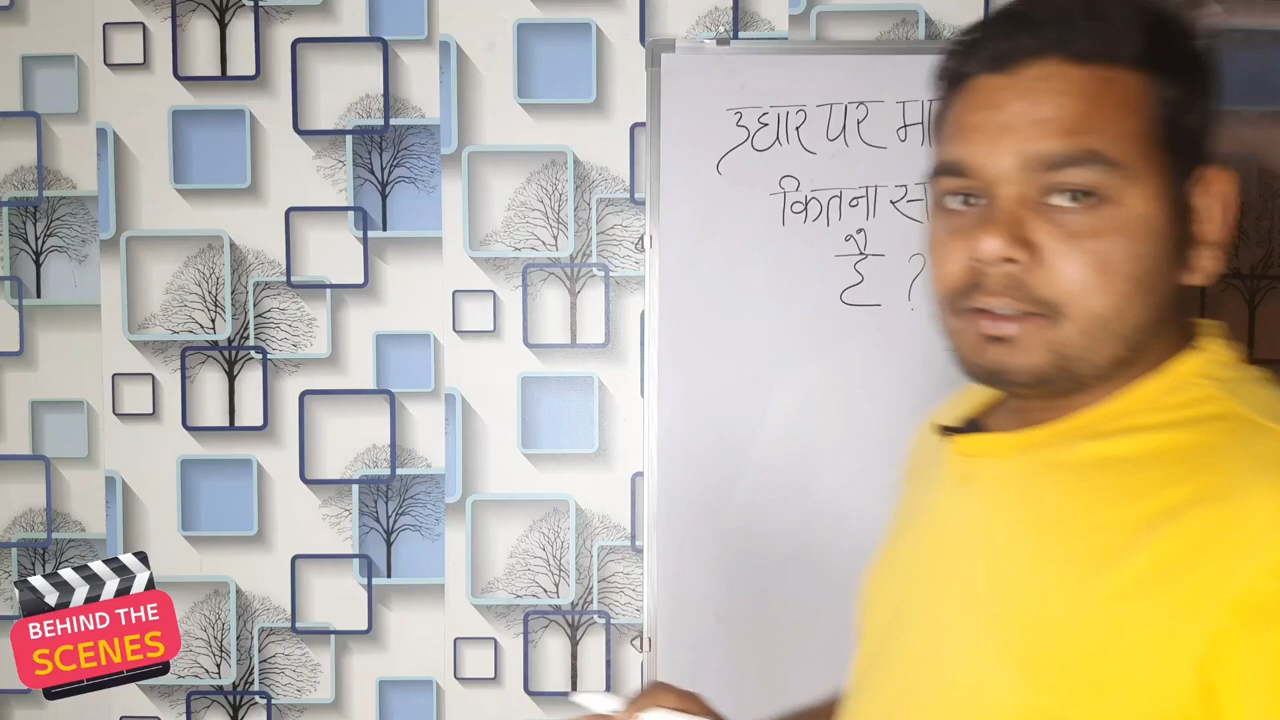 उधार पर
कितना
है ?
BEHIND THE
SCENES